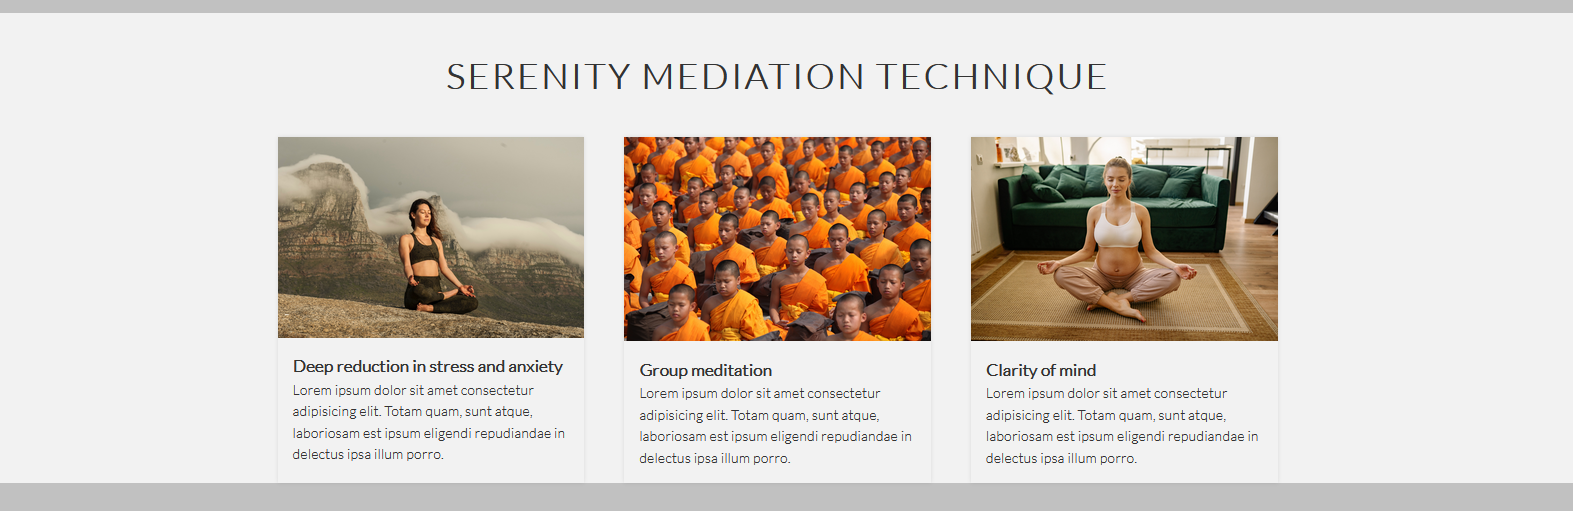 SERENITY MEDIATION TECHNIQUE
Deep reduction in stress and anxiety
Lorem ipsum dolor sit amet consectetur
adipisicing elit. Totam quam, sunt atque,
laboriosam est ipsum eligendi repudiandae in
delectus ipsa illum porro.
Group meditation
Lorem ipsum dolor sit amet consectetur
adipisicing elit. Totam quam, sunt atque,
laboriosam est ipsum eligendi repudiandae in
delectus ipsa illum porro.
Clarity of mind
Lorem ipsum dolor sit amet consectetur
adipisicing elit. Totam quam, sunt atque,
laboriosam est ipsum eligendi repudiandae in
delectus ipsa illum porro.